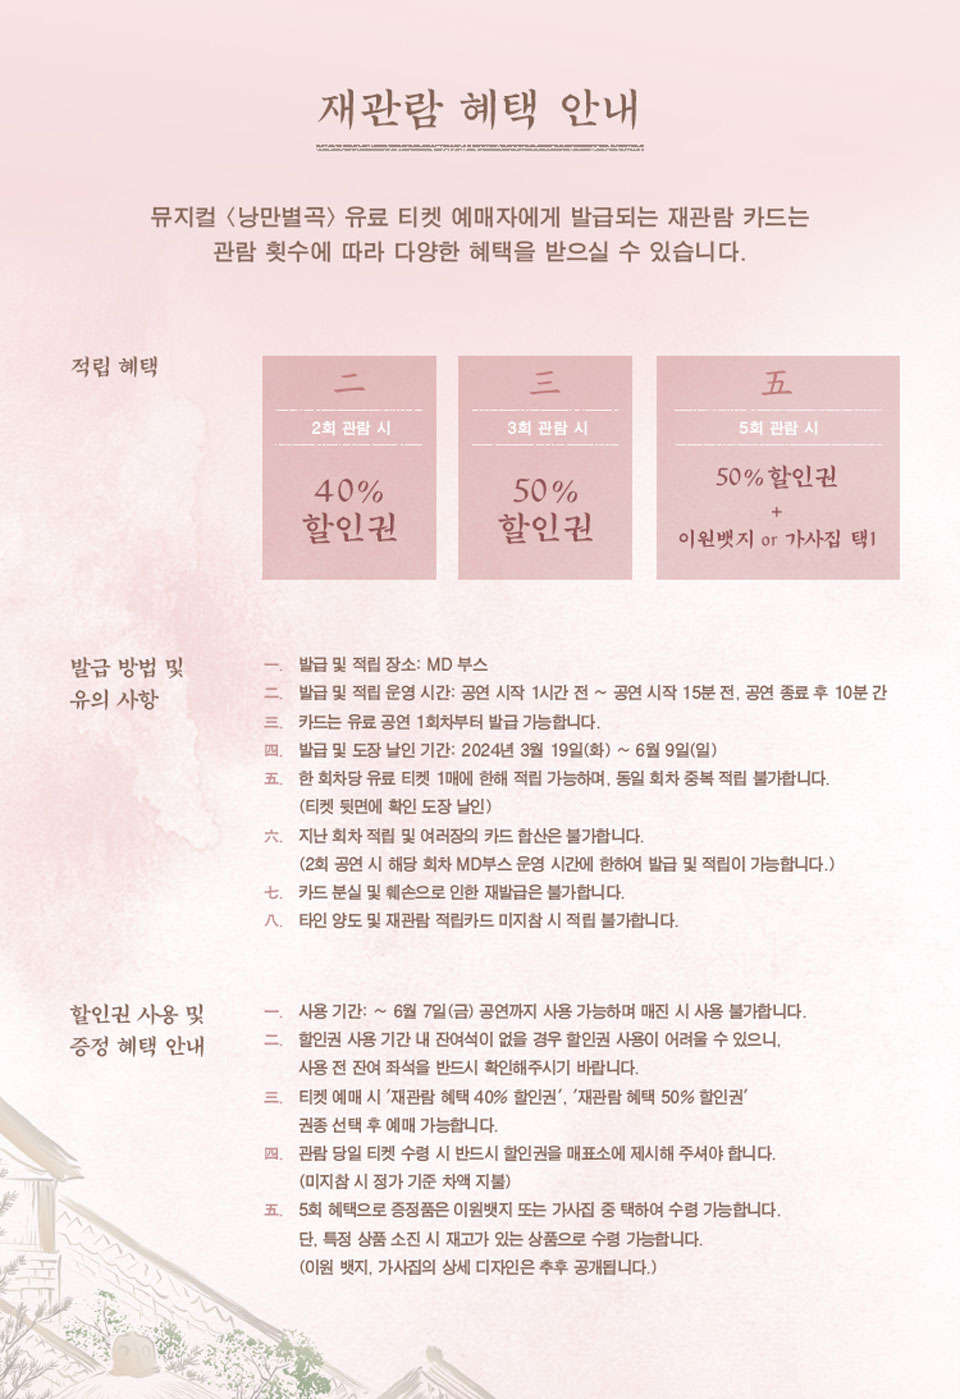 재관람 혜택 안내
뮤지컬 〈낭만별곡〉 유료 티켓 예매자에게 발급되는 재관람 카드는
관람 횟수에 따라 다양한 혜택을 받으실 수 있습니다.
적립 혜택
二
2회 관람 시
40%
할인권
三
3회 관람 시
50%
할인권
五
5회 관람 시
50% 할인권
+
이원뱃지 or 가사집 택1
발급 방법 및
유의 사항
一. 발급 및 적립 장소: MD 부스
二. 발급 및 적립 운영 시간: 공연 시작 1시간 전 ~ 공연 시작 15분 전, 공연 종료 후 10분 간
三. 카드는 유료 공연 1회차부터 발급 가능합니다.
四. 발급 및 도장 날인 기간: 2024년 3월 19일(화) ~ 6월 9일(일)
五. 한 회차당 유료 티켓 1매에 한해 적립 가능하며, 동일 회차 중복 적립 불가합니다.
(티켓 뒷면에 확인 도장 날인)
六. 지난 회차 적립 및 여러장의 카드 합산은 불가합니다.
(2회 공연 시 해당 회차 MD부스 운영 시간에 한하여 발급 및 적립이 가능합니다.)
七. 카드 분실 및 훼손으로 인한 재발급은 불가합니다.
八. 타인 양도 및 재관람 적립카드 미지참 시 적립 불가합니다.
할인권 사용 및
증정 혜택 안내
一. 사용 기간: ~ 6월 7일(금) 공연까지 사용 가능하며 매진 시 사용 불가합니다.
二. 할인권 사용 기간 내 잔여석이 없을 경우 할인권 사용이 어려울 수 있으니,
사용 전 잔여 좌석을 반드시 확인해주시기 바랍니다.
三. 티켓 예매 시 '재관람 혜택 40% 할인권', '재관람 혜택 50% 할인권'
권종 선택 후 예매 가능합니다.
四. 관람 당일 티켓 수령 시 반드시 할인권을 매표소에 제시해 주셔야 합니다.
(미지참 시 정가 기준 차액 지불)
五. 5회 혜택으로 증정품은 이원뱃지 또는 가사집 중 택하여 수령 가능합니다.
단, 특정 상품 소진 시 재고가 있는 상품으로 수령 가능합니다.
(이원 뱃지, 가사집의 상세 디자인은 추후 공개됩니다.)